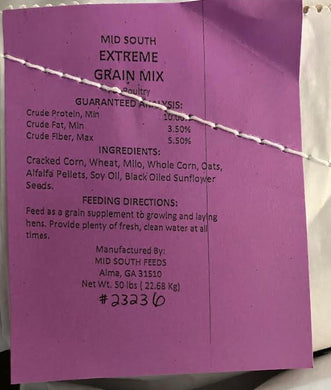 MID SOUTH
EXTREME
GRAIN MIX
Poultry
GUARANTEED ANALYSIS:
Crude Protein, Min 10.00%
Crude Fat, Min 3.50%
Crude Fiber, Max 5.50%
INGREDIENTS:
Cracked Corn, Wheat, Milo, Whole Corn, Oats,
Alfalfa Pellets, Soy Oil, Black Oiled Sunflower
Seeds.
FEEDING DIRECTIONS:
Feed as a grain supplement to growing and laying
hens. Provide plenty of fresh, clean water at all
times.
Manufactured By:
MID SOUTH FEEDS
Alma, GA 31510
Net Wt. 50 lbs ( 22.68 Kg)
#23236